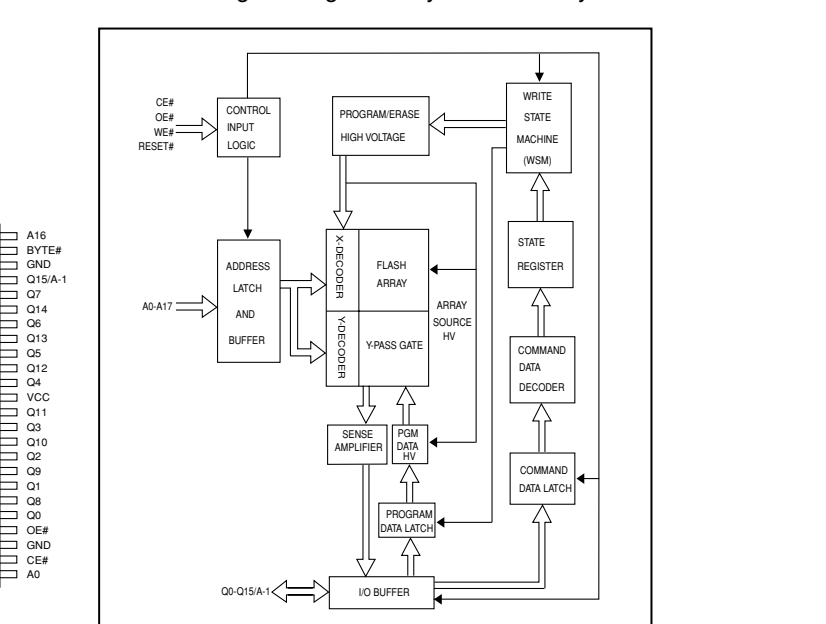 CE#
OE#
WE#
RESET#
CONTROL
INPUT
LOGIC
PROGRAM/ERASE
HIGH VOLTAGE
WRITE
STATE
MACHINE
(WSM)
STATE
REGISTER
A16
BYTE#
GND
Q15/A-1
Q7
Q14
Q6
Q13
Q5
Q12
Q4
VCC
Q11
Q3
Q10
Q2
Q9
Q1
Q8
Q0
OE#
GND
CE#
A0
A0-A17
ADDRESS
LATCH
AND
BUFFER
X-DECODER
FLASH
ARRAY
Y-DECODER
Y-PASS GATE
ARRAY
SOURCE
HV
COMMAND
DATA
DECODER
SENSE
AMPLIFIER
PGM
DATA
HV
COMMAND
DATA LATCH
PROGRAM
DATA LATCH
Q0-Q15/A-1
I/O BUFFER